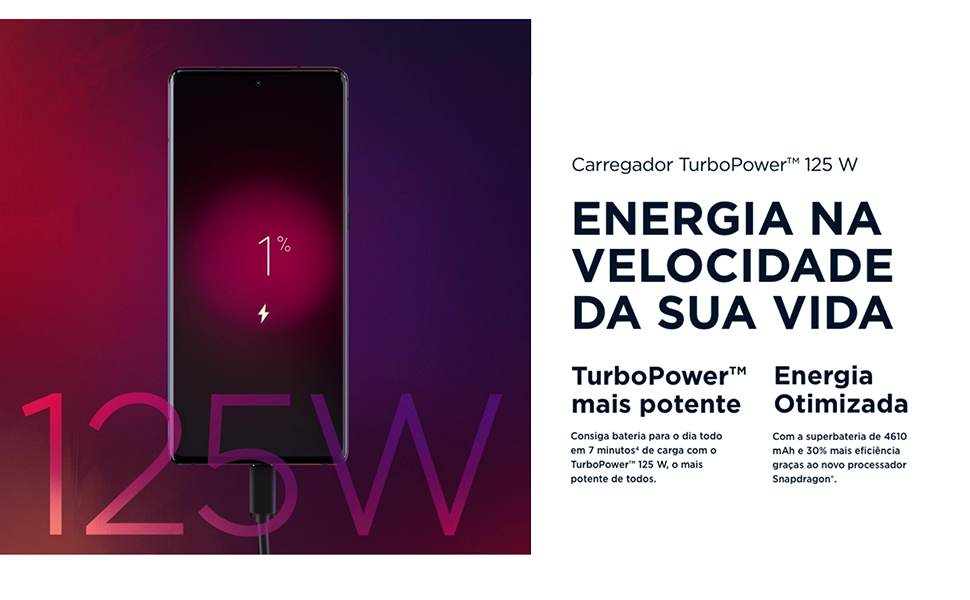 1%
125W
Carregador TurboPower™ 125 W
ENERGIA NA
VELOCIDADE
DA SUA VIDA
TurboPower™
mais potente
Consiga bateria para o dia todo
em 7 minutos⁴ de carga com o
TurboPower™ 125 W, o mais
potente de todos.
Energia
Otimizada
Com a superbateria de 4610
mAh e 30% mais eficiência
graças ao novo processador
Snapdragon®.